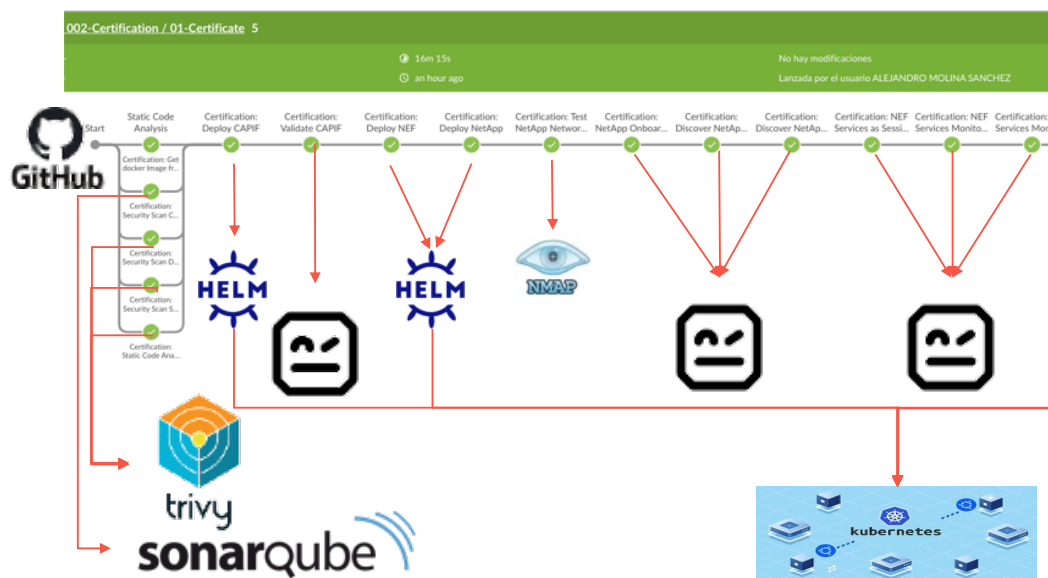 002-Certification / 01-Certificate 5
16m 15s
No hay modificaciones
an hour ago
Lanzada por el usuario ALEJANDRO MOLINA SANCHEZ
GitHub
Start
Static Code
Analysis
Certification:
Deploy CAPIF
Certification:
Validate CAPIF
Certification:
Deploy NEF
Certification:
Deploy NetApp
Certification: Test
NetApp Networ...
Certification:
NetApp Onboar...
Certification:
Discover NetAp...
Certification:
Discover NetAp...
Certification: NEF
Services as Sessi...
Certification: NEF
Services Monito...
Certification:
Services Mon
Certification: Get
docker Image fr...
Certification:
Security Scan C...
Certification:
Security Scan D...
Certification:
Security Scan S...
Certification:
Static Code Ana...
HELM
HELM
NMAP
trivy
sonarqube
kubernetes